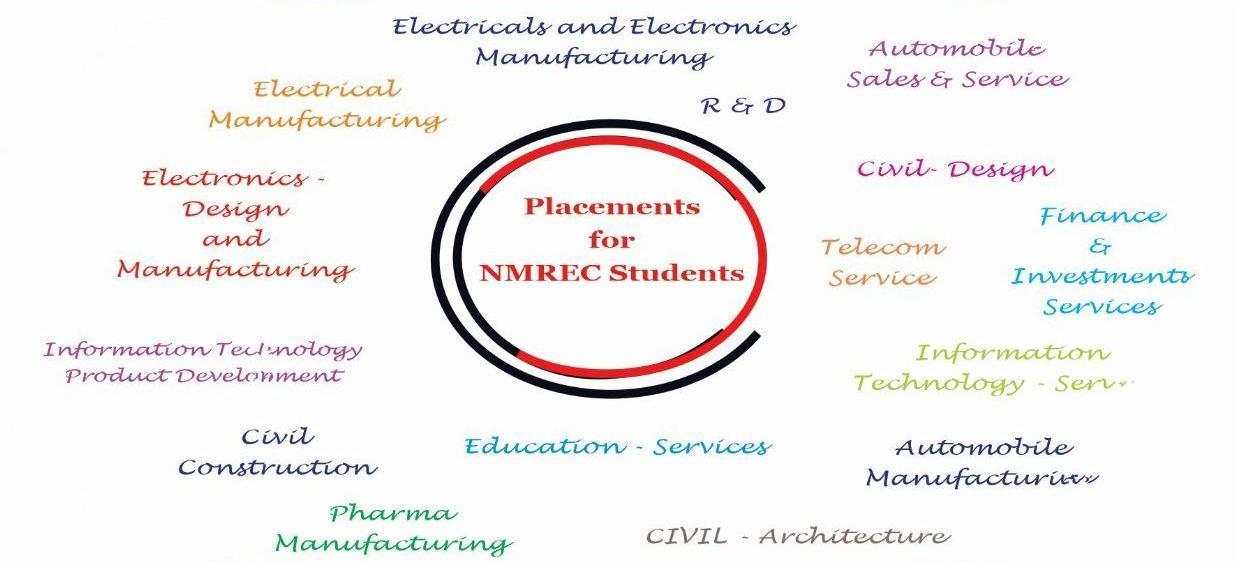 Electricals and Electronics
Manufacturing
Automobile
Sales & Service
Electrical
Manufacturing
R & D
Electronics -
Design
and
Manufacturing
Placements
for
NMREC Students
Civil- Design
Finance
&
Investments
Services
Telecom
Service
Information Technology
Product Development
Information
Technology -
Civil
Construction
Education - Services
Automobile
Manufacturing
Pharma
Manufacturing
CIVIL - Architecture